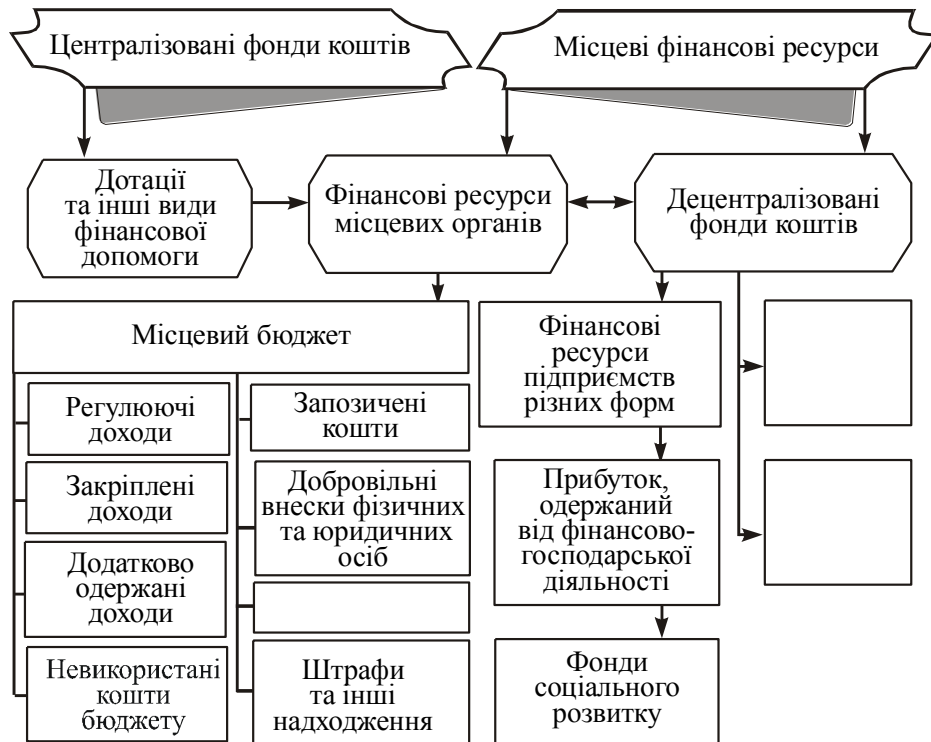 Централізовані фонди коштів
Місцеві фінансові ресурси
Дотації
та інші види
фінансової
допомоги
Фінансові ресурси
місцевих органів
Децентралізовані
фонди коштів
Місцевий бюджет
Регулюючі
доходи
Закріплені
доходи
Додатково
одержані
доходи
Невикористані
кошти
бюджету
Запозичені
кошти
Добровільні
внески фізичних
та юридичних
осіб
Штрафи
та інші
надходження
Фінансові
ресурси
підприємств
різних форм
Прибуток,
одержаний
від фінансово-
господарської
діяльності
Фонди
соціального
розвитку